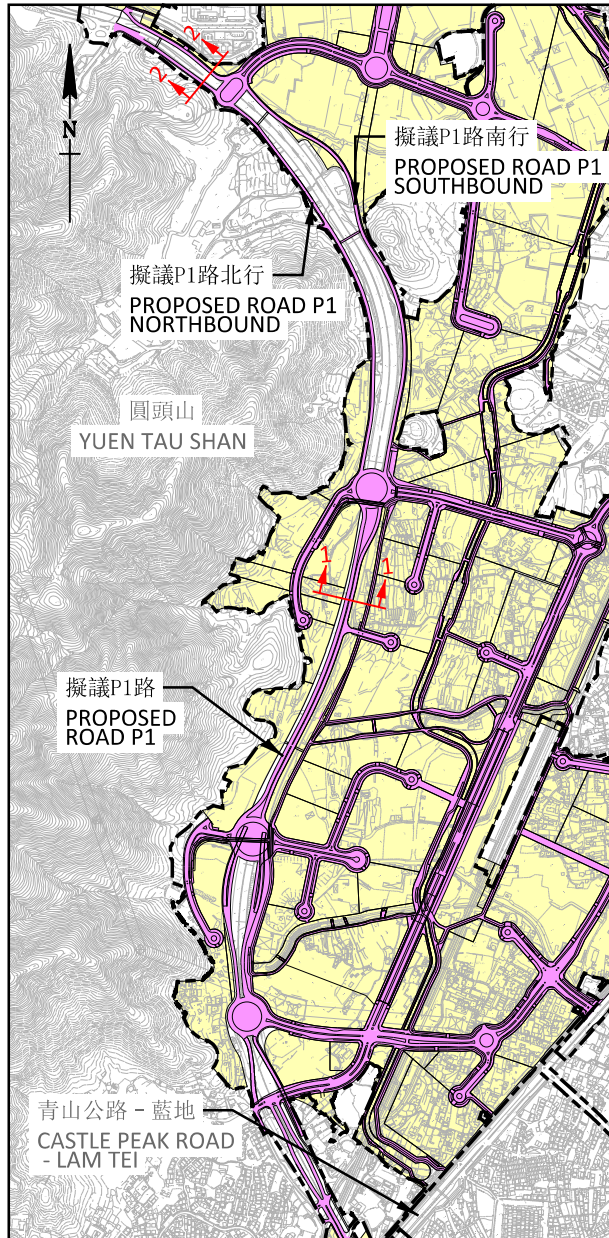 2
2
N
擬議P1路南行
PROPOSED ROAD P1
SOUTHBOUND
擬議P1路北行
PROPOSED ROAD P1
NORTHBOUND
圓頭山
YUEN TAU SHAN
1
1
擬議P1路
PROPOSED
ROAD P1
青山公路 - 藍地
CASTLE PEAK ROAD
- LAM TEI